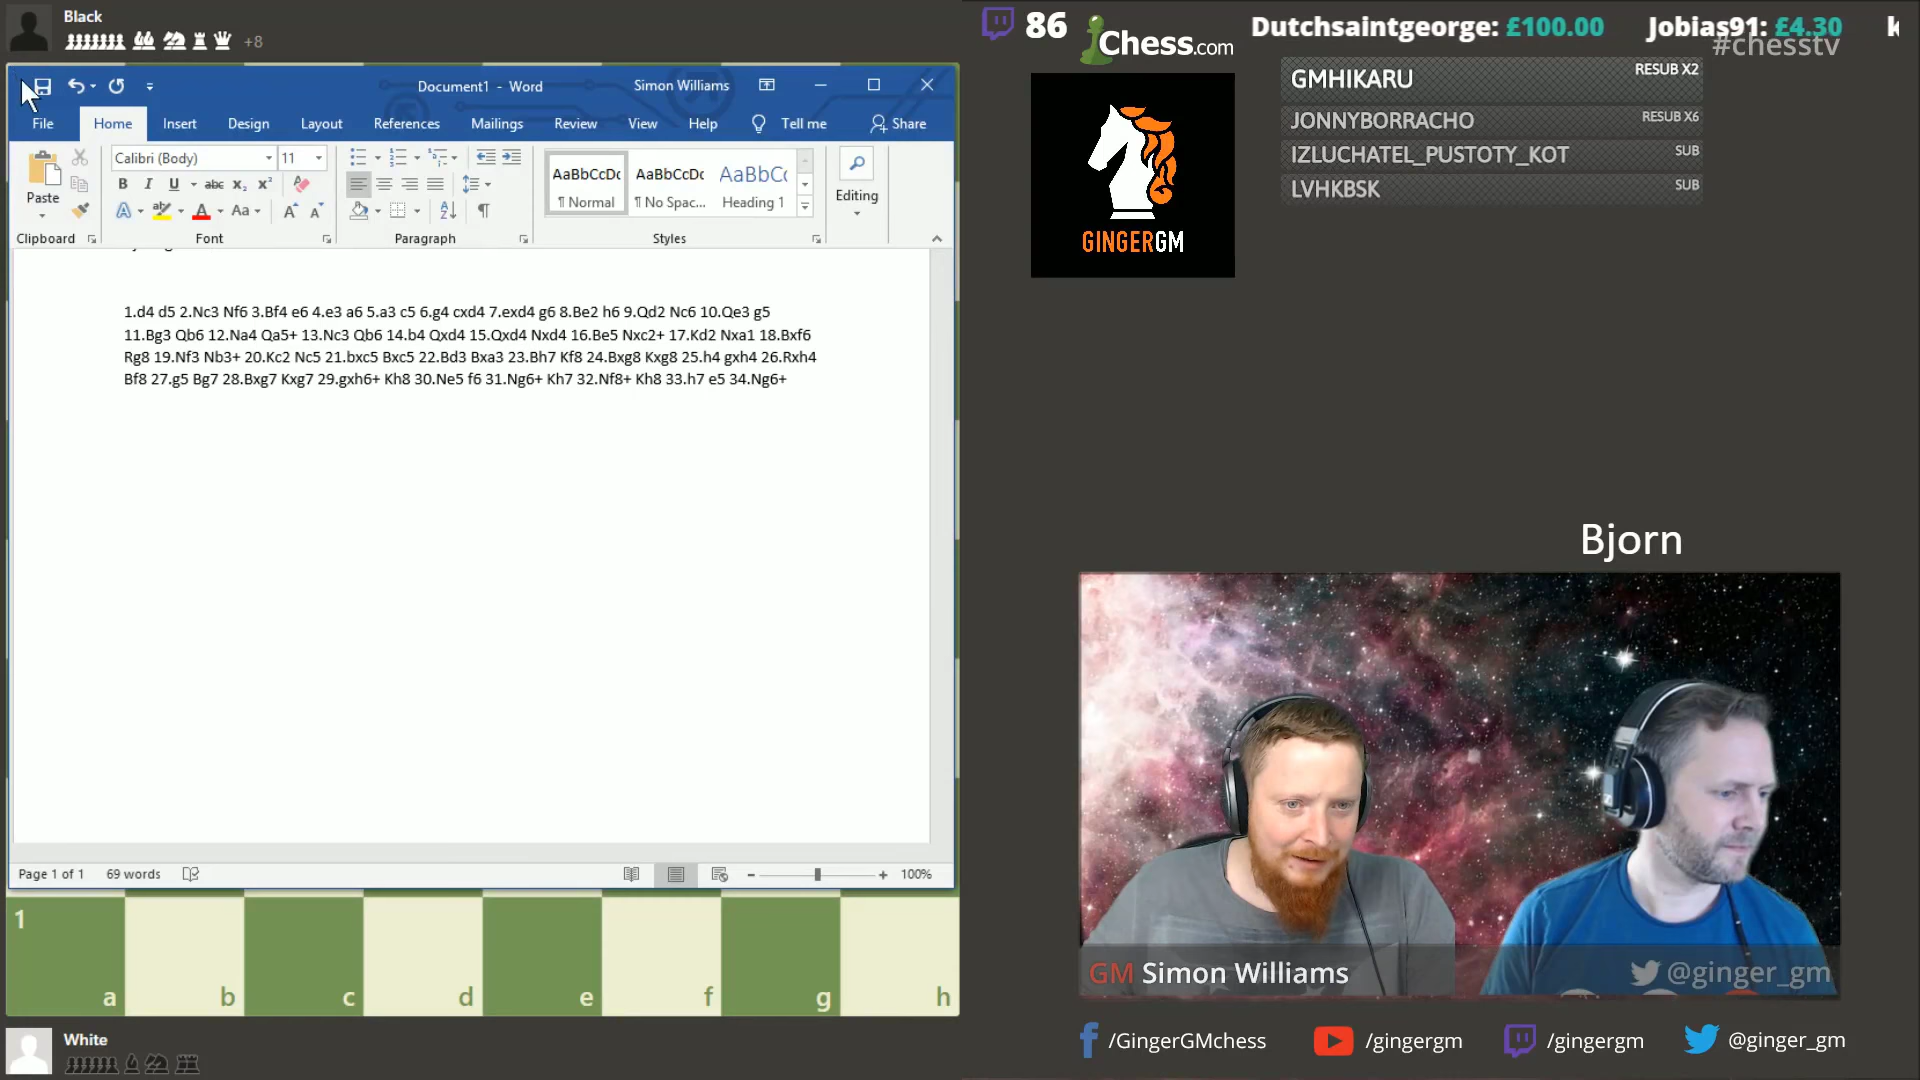 Black
+8
Document1 - Word
Simon Williams
File Home Insert Design Layout References Mailings Review View Help Tell me Share
Calibri (Body) 11
Paste
B I U abc x₂ x²
A A Aa A A
AaBbCcDc AaBbCcDc AaBbCc
¶ Normal ¶ No Spac... Heading 1
Editing
Clipboard Font Paragraph Styles
1.d4 d5 2.Nc3 Nf6 3.Bf4 e6 4.e3 a6 5.a3 c5 6.g4 cxd4 7.exd4 g6 8.Be2 h6 9.Qd2 Nc6 10.Qe3 g5
11.Bg3 Qb6 12.Na4 Qa5+ 13.Nc3 Qb6 14.b4 Qxd4 15.Qxd4 Nxd4 16.Be5 Nxc2+ 17.Kd2 Nxa1 18.Bxf6
Rg8 19.Nf3 Nb3+ 20.Kc2 Nc5 21.bxc5 Bxc5 22.Bd3 Bxa3 23.Bh7 Kf8 24.Bxg8 Kxg8 25.h4 gxh4 26.Rxh4
Bf8 27.g5 Bg7 28.Bxg7 Kxg7 29.gxh6+ Kh8 30.Ne5 f6 31.Ng6+ Kh7 32.Nf8+ Kh8 33.h7 e5 34.Ng6+
Page 1 of 1 69 words
100%
1
a b c d e f g h
White
86
Chess.com
Dutchsaintgeorge: £100.00 Jobias91: £4.30
#chesstv
GINGERGM
GMHIKARU RESUB X2
JONNYBORRACHO RESUB X6
IZLUCHATEL_PUSTOTY_KOT SUB
LVHKBSK SUB
Bjorn
GM Simon Williams
@ginger_gm
/GingerGMchess /gingergm /gingergm @ginger_gm